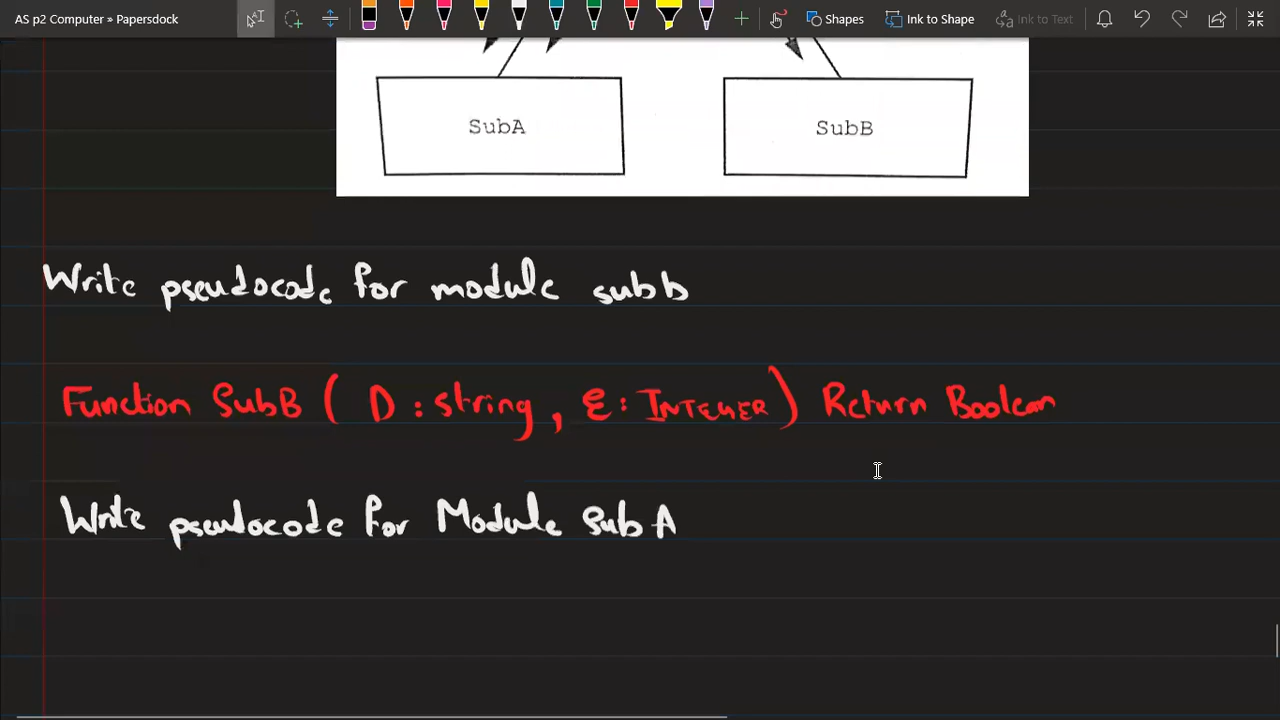 AS p2 Computer » Papersdock
Shapes
Ink to Shape
Ink to Text
SubA
SubB
Write pseudocode for module subb
Function SubB ( D : string , E : INTEGER ) Return Boolean
Write pseudocode for Module Sub A